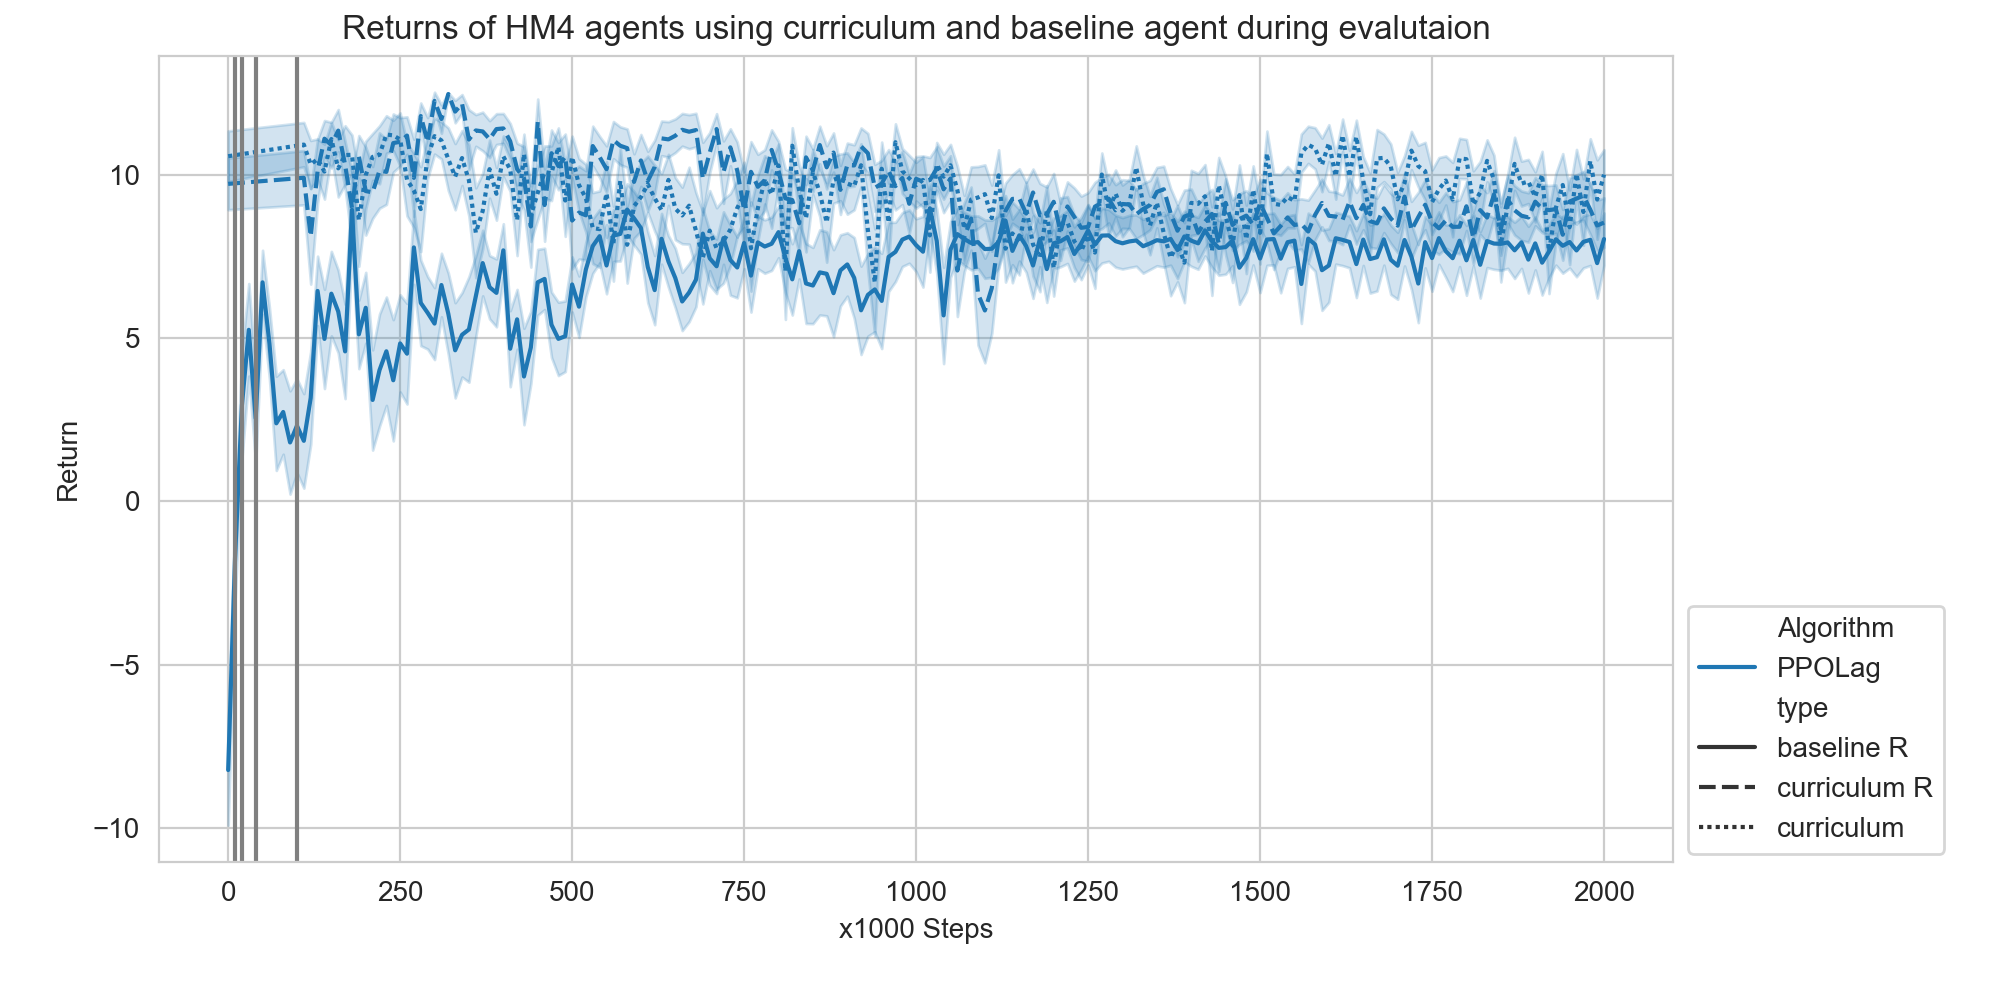 Returns of HM4 agents using curriculum and baseline agent during evalutaion
Return
10
5
0
−5
−10
0 250 500 750 1000 1250 1500 1750 2000
x1000 Steps
Algorithm
PPOLag
type
baseline R
curriculum R
curriculum